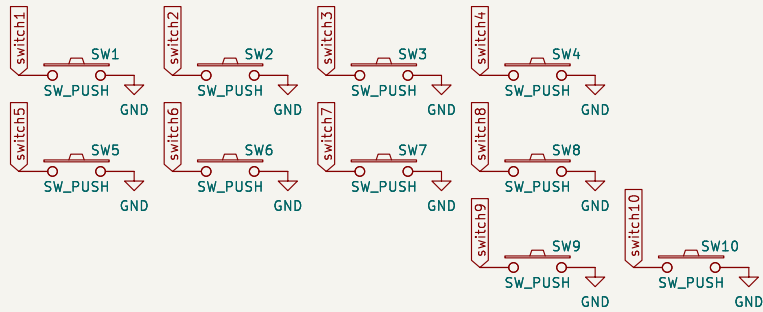 switch1
SW1
SW_PUSH
GND
switch2
SW2
SW_PUSH
GND
switch3
SW3
SW_PUSH
GND
switch4
SW4
SW_PUSH
GND
switch5
SW5
SW_PUSH
GND
switch6
SW6
SW_PUSH
GND
switch7
SW7
SW_PUSH
GND
switch8
SW8
SW_PUSH
GND
switch9
SW9
SW_PUSH
GND
switch10
SW10
SW_PUSH
GND